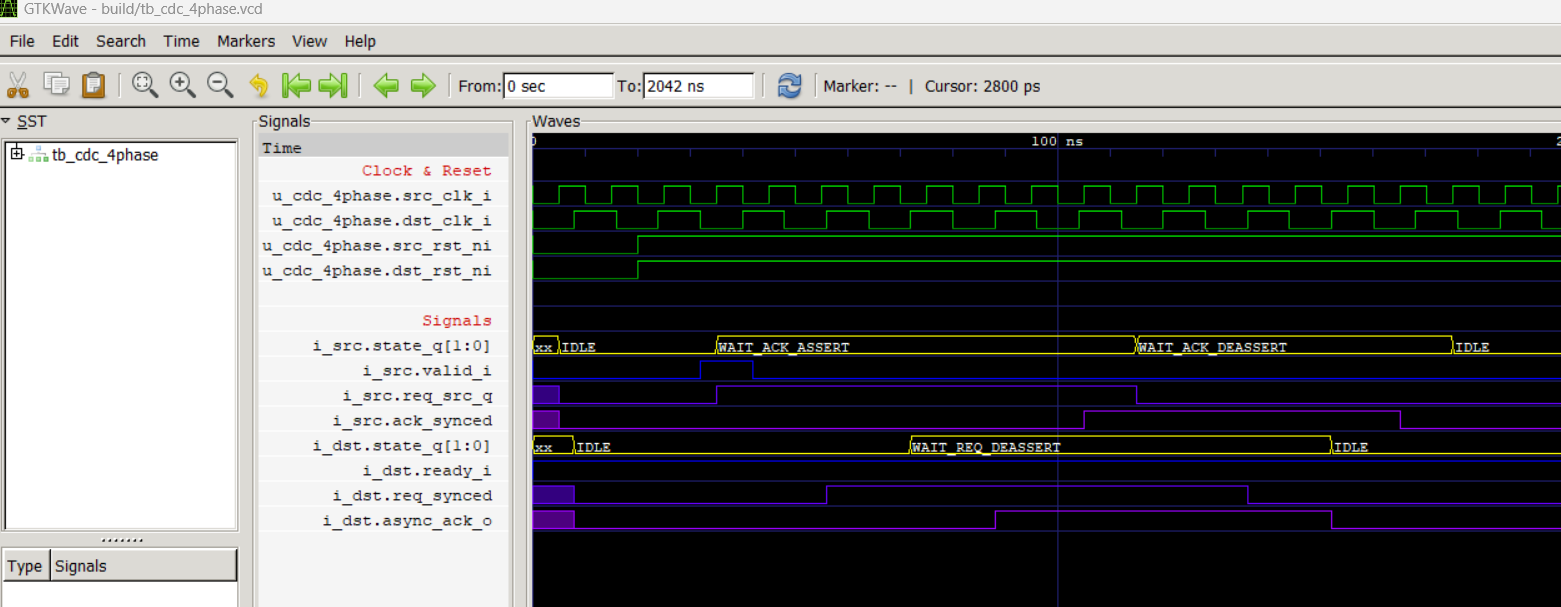 GTKWave - build/tb_cdc_4phase.vcd
File Edit Search Time Markers View Help
From: 0 sec To: 2042 ns Marker: -- | Cursor: 2800 ps
SST
tb_cdc_4phase
Type Signals
Signals
Time
Clock & Reset
u_cdc_4phase.src_clk_i
u_cdc_4phase.dst_clk_i
u_cdc_4phase.src_rst_ni
u_cdc_4phase.dst_rst_ni
Signals
i_src.state_q[1:0]
i_src.valid_i
i_src.req_src_q
i_src.ack_synced
i_dst.state_q[1:0]
i_dst.ready_i
i_dst.req_synced
i_dst.async_ack_o
Waves
0 100 ns 2
xx IDLE WAIT_ACK_ASSERT WAIT_ACK_DEASSERT IDLE
xx IDLE WAIT_REQ_DEASSERT IDLE